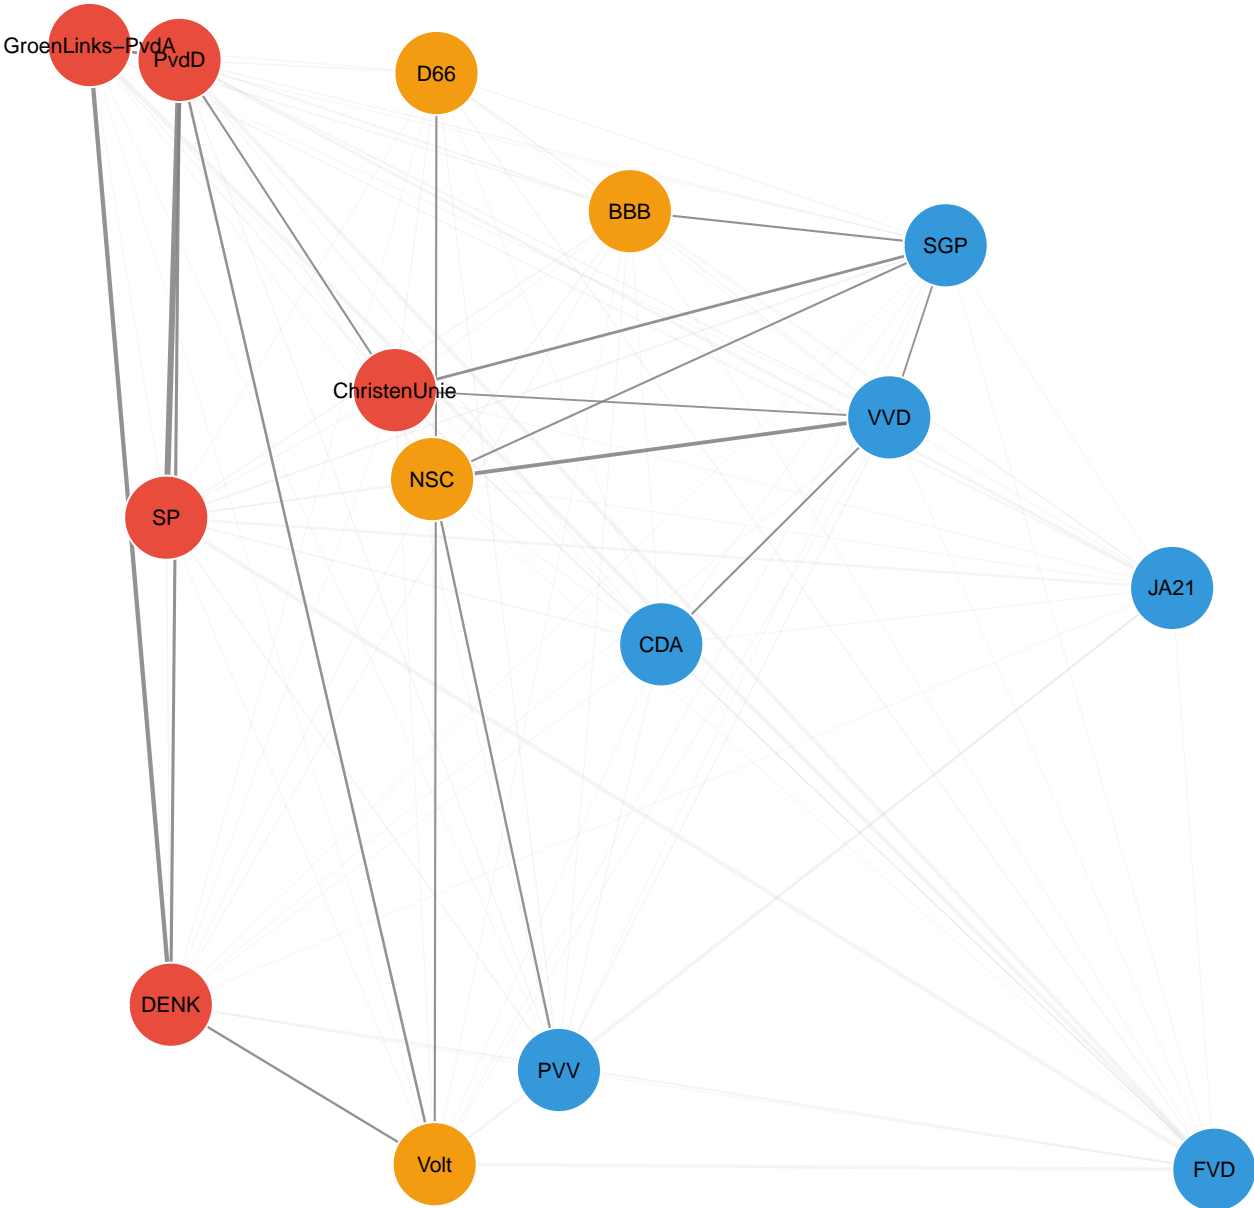 GroenLinks–PvdA
PvdD
D66
BBB
SGP
ChristenUnie
VVD
NSC
SP
JA21
CDA
DENK
PVV
Volt
FVD